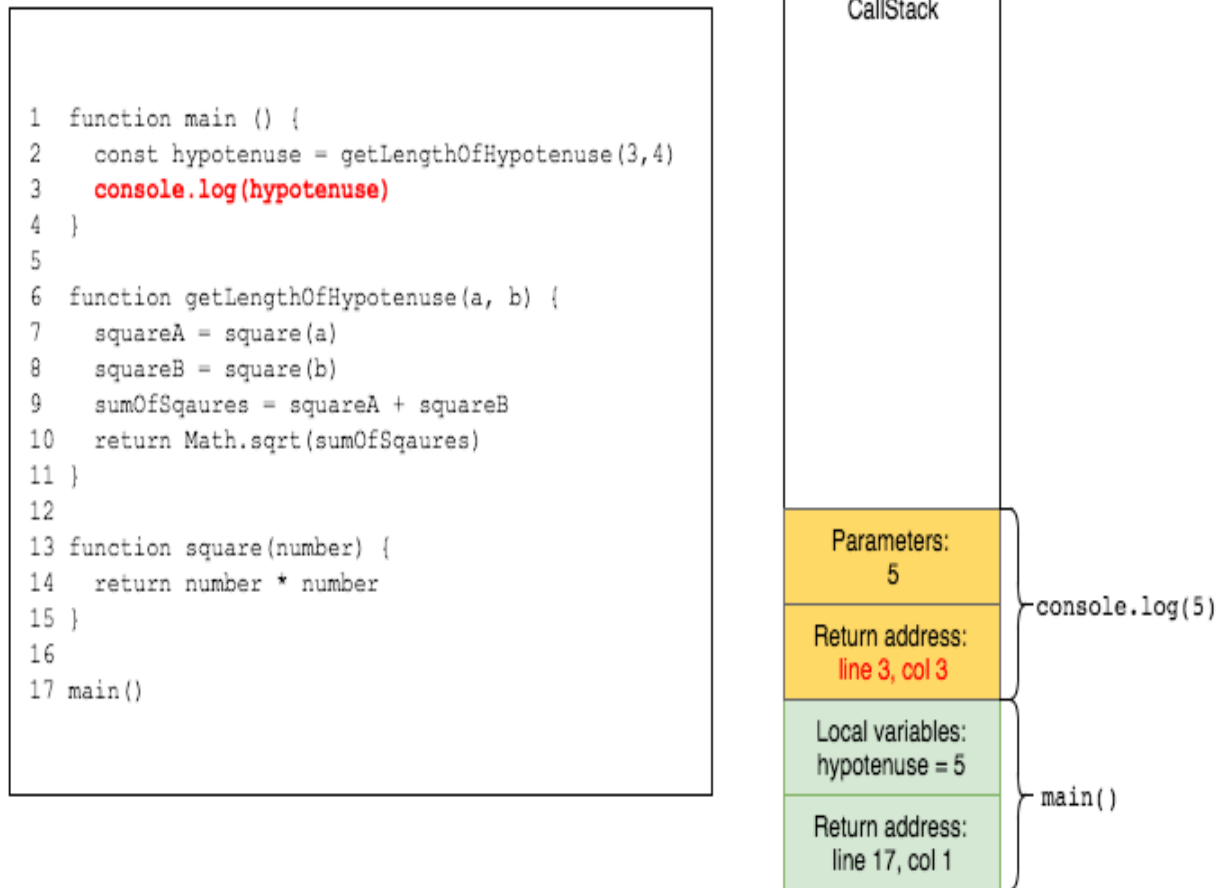 CallStack
1 function main () {
2 const hypotenuse = getLengthOfHypotenuse(3,4)
3 console.log(hypotenuse)
4 }
5
6 function getLengthOfHypotenuse(a, b) {
7 squareA = square(a)
8 squareB = square(b)
9 sumOfSqaures = squareA + squareB
10 return Math.sqrt(sumOfSqaures)
11 }
12
13 function square(number) {
14 return number * number
15 }
16
17 main()
Parameters:
5
Return address:
line 3, col 3
console.log(5)
Local variables:
hypotenuse = 5
Return address:
line 17, col 1
main()